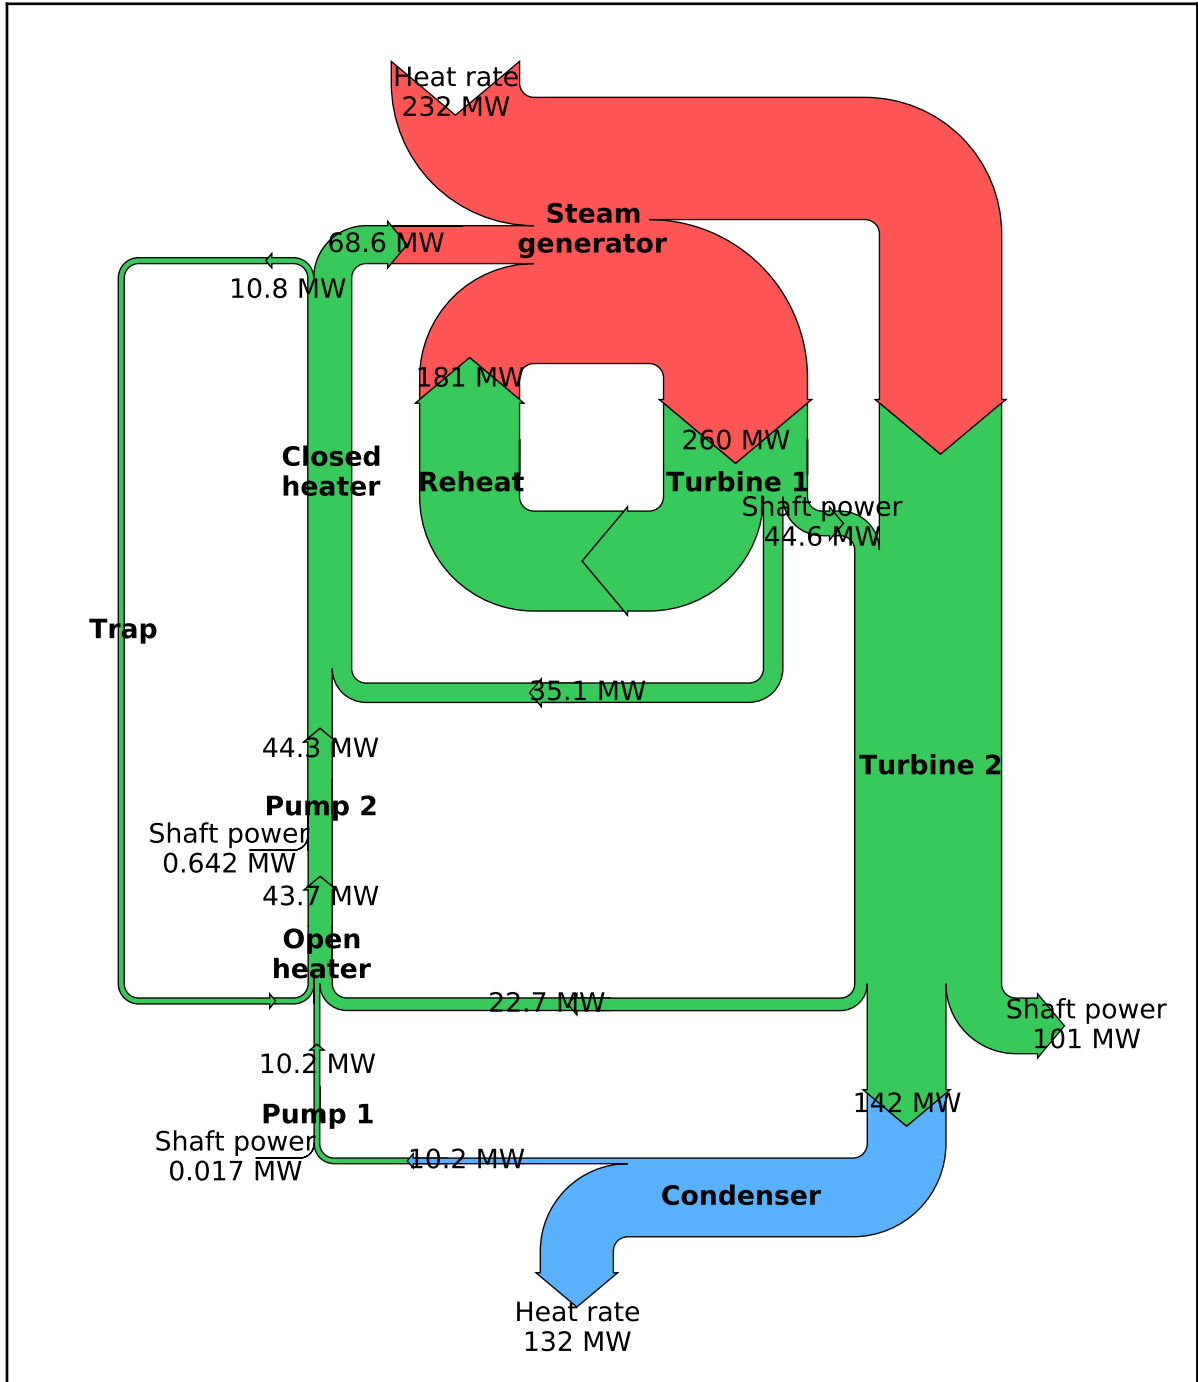 Heat rate
232 MW
Steam
generator
68.6 MW
10.8 MW
181 MW
260 MW
Closed
heater
Reheat
Turbine 1
Shaft power
44.6 MW
Trap
35.1 MW
44.3 MW
Turbine 2
Pump 2
Shaft power
0.642 MW
43.7 MW
Open
heater
22.7 MW
Shaft power
101 MW
10.2 MW
142 MW
Pump 1
Shaft power
0.017 MW
10.2 MW
Condenser
Heat rate
132 MW